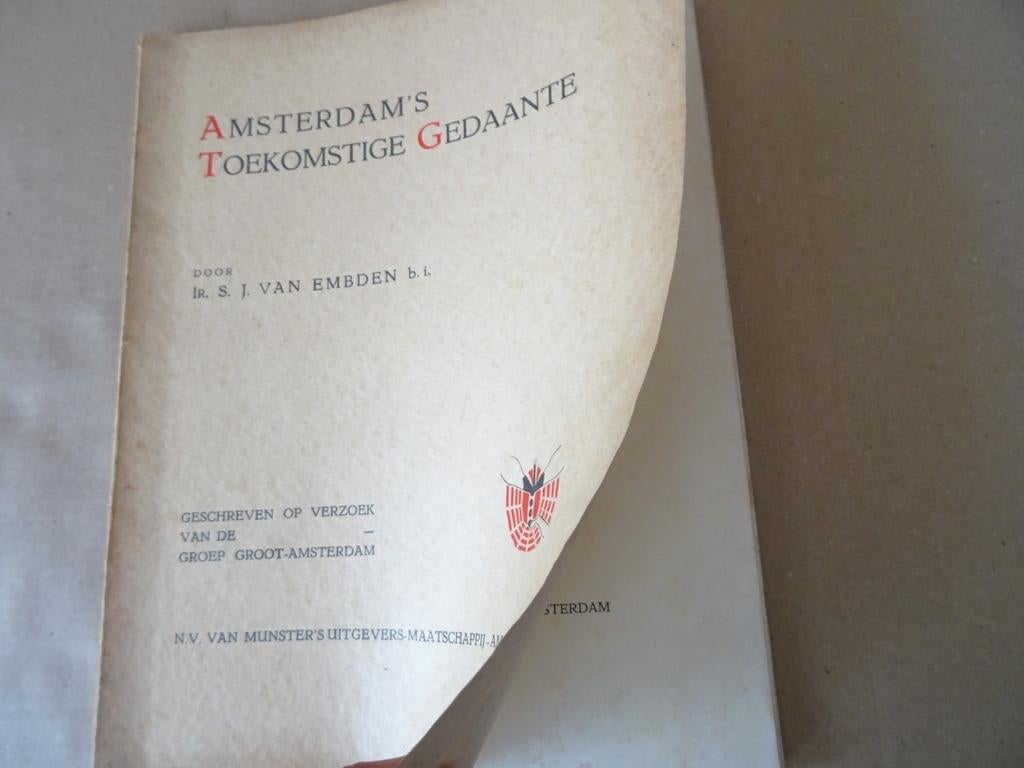 AMSTERDAM'S
TOEKOMSTIGE GEDAANTE
DOOR
IR. S. J. VAN EMBDEN b. i.
GESCHREVEN OP VERZOEK
VAN DE —
GROEP GROOT-AMSTERDAM
N.V. VAN MUNSTER'S UITGEVERS-MAATSCHAPPIJ - AM
STERDAM